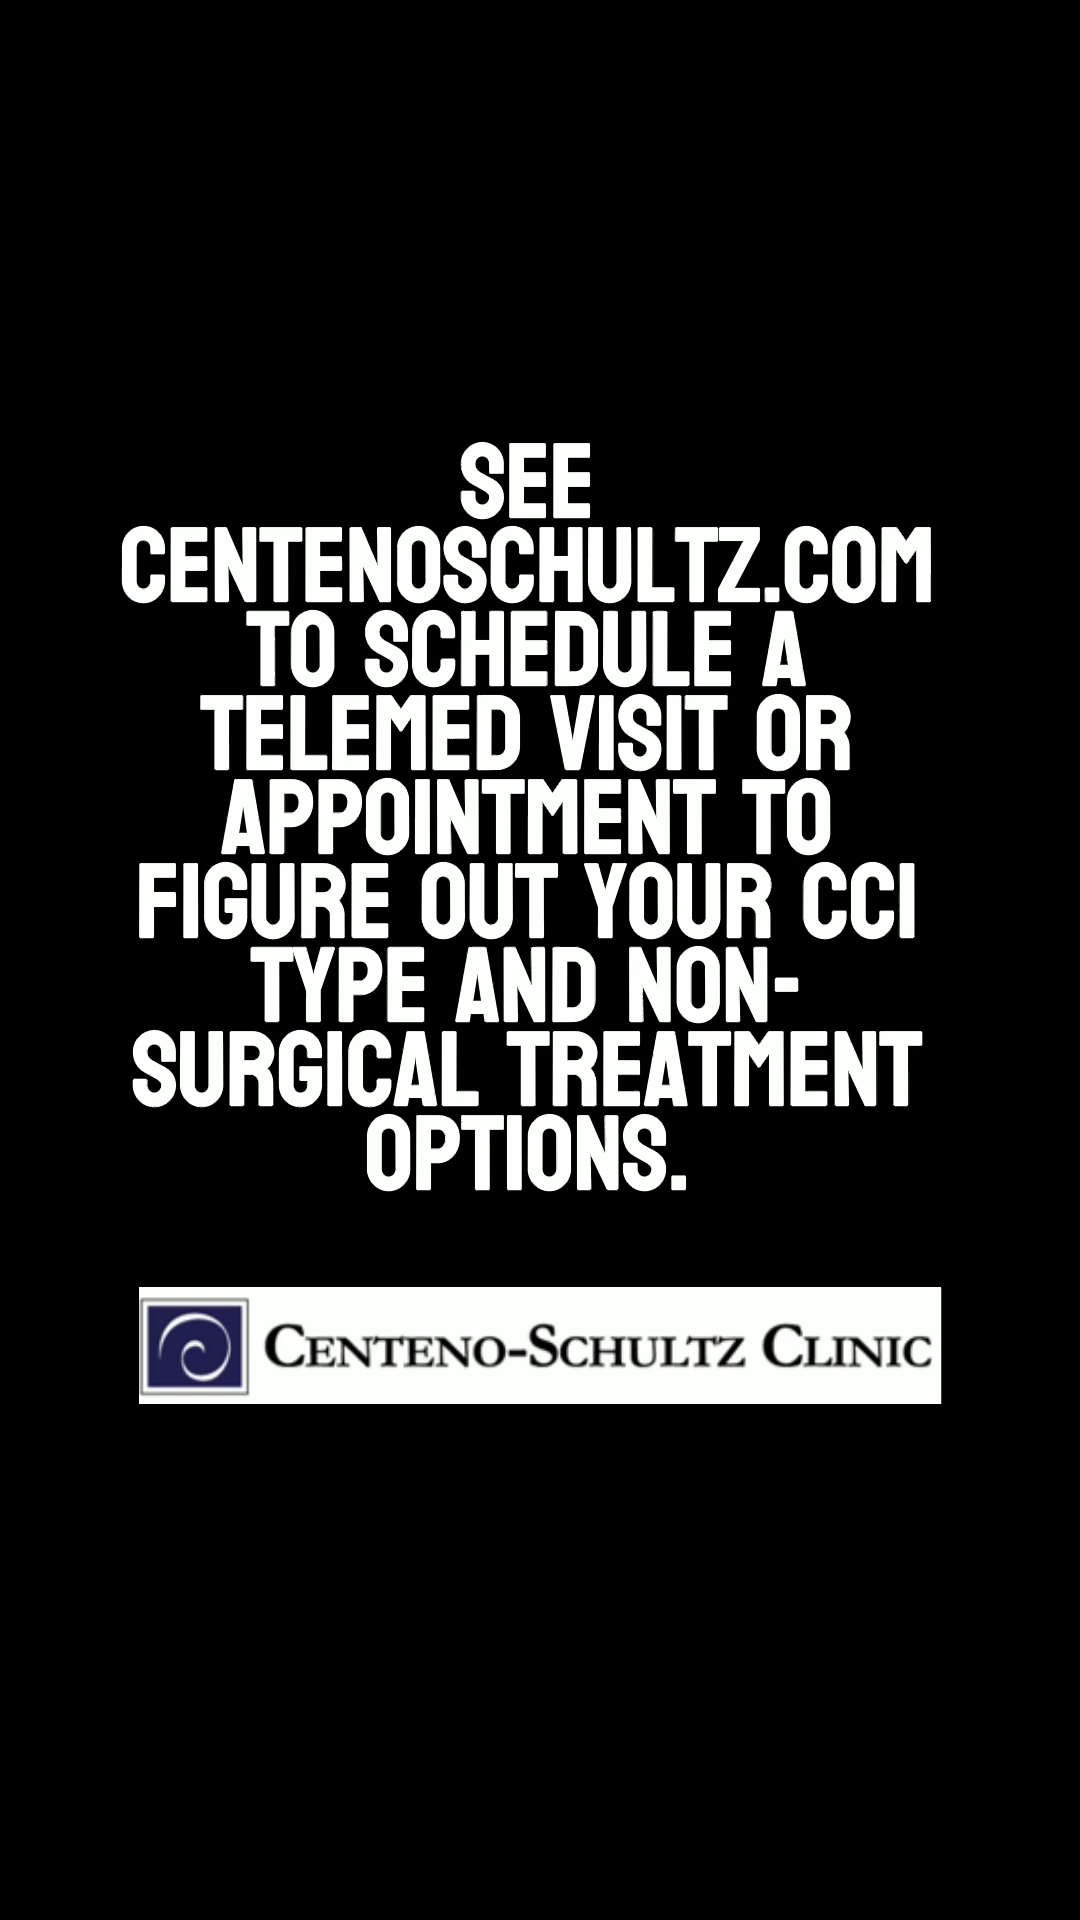 SEE
CENTENOSCHULTZ.COM
TO SCHEDULE A
TELEMED VISIT OR
APPOINTMENT TO
FIGURE OUT YOUR CCI
TYPE AND NON-
SURGICAL TREATMENT
OPTIONS.
CENTENO-SCHULTZ CLINIC